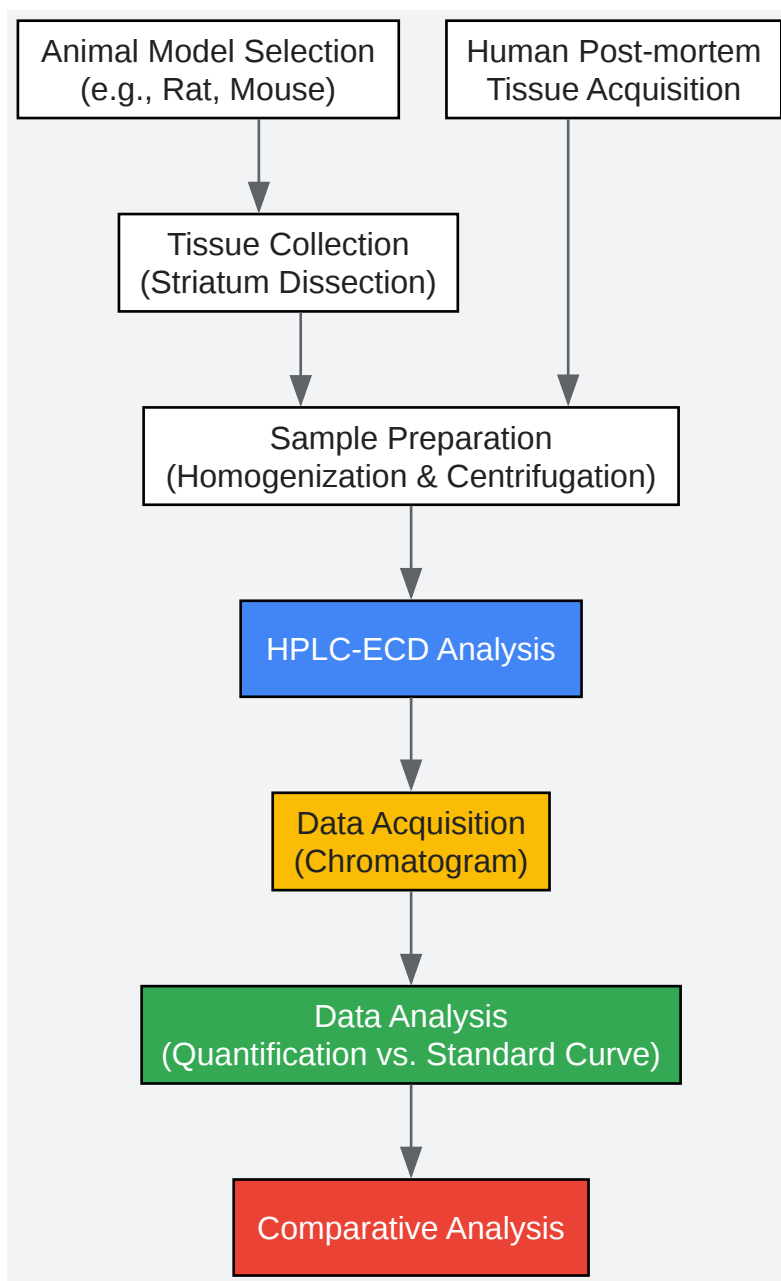 Animal Model Selection
(e.g., Rat, Mouse)
Human Post-mortem
Tissue Acquisition
Tissue Collection
(Striatum Dissection)
Sample Preparation
(Homogenization & Centrifugation)
HPLC-ECD Analysis
Data Acquisition
(Chromatogram)
Data Analysis
(Quantification vs. Standard Curve)
Comparative Analysis